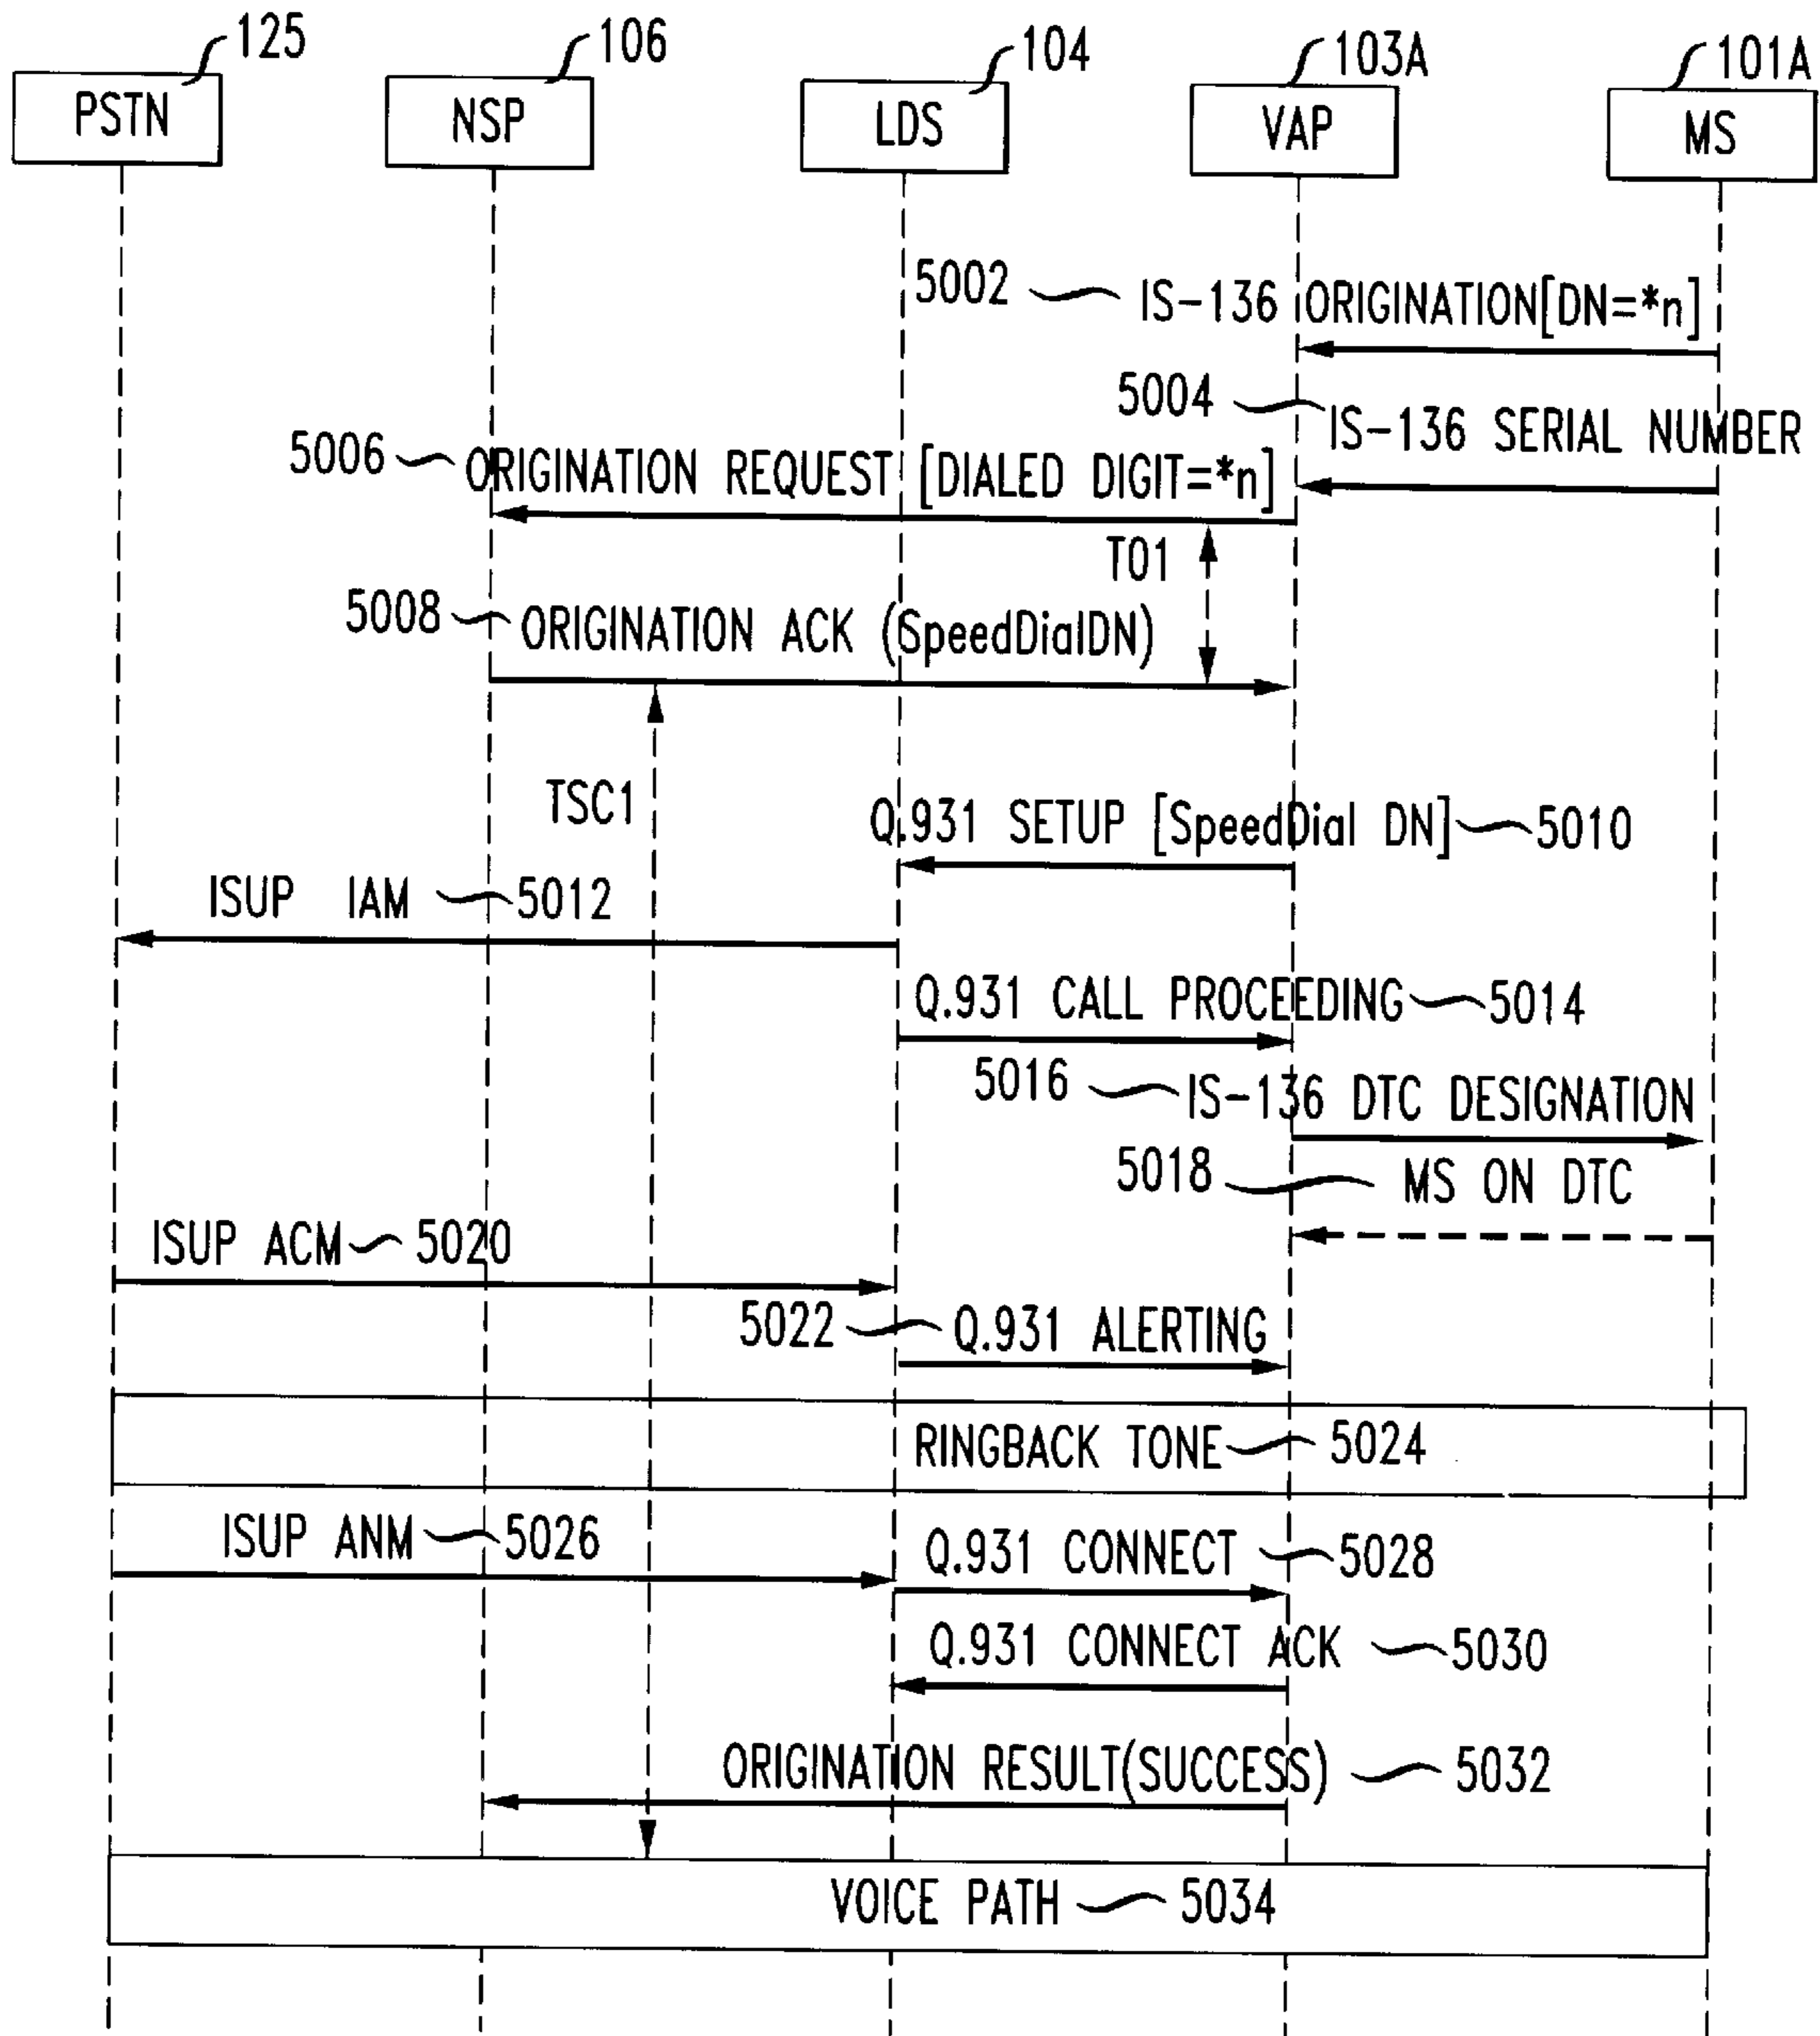 125
106
104
103A
101A
PSTN
NSP
LDS
VAP
MS
5002
IS-136 ORIGINATION[DN=*n]
5004
IS-136 SERIAL NUMBER
5006
ORIGINATION REQUEST [DIALED DIGIT=*n]
T01
5008
ORIGINATION ACK (SpeedDialDN)
TSC1
Q.931 SETUP [SpeedDial DN]
5010
ISUP IAM
5012
Q.931 CALL PROCEEDING
5014
5016
IS-136 DTC DESIGNATION
5018
MS ON DTC
ISUP ACM
5020
5022
Q.931 ALERTING
RINGBACK TONE
5024
ISUP ANM
5026
Q.931 CONNECT
5028
Q.931 CONNECT ACK
5030
ORIGINATION RESULT(SUCCESS)
5032
VOICE PATH
5034